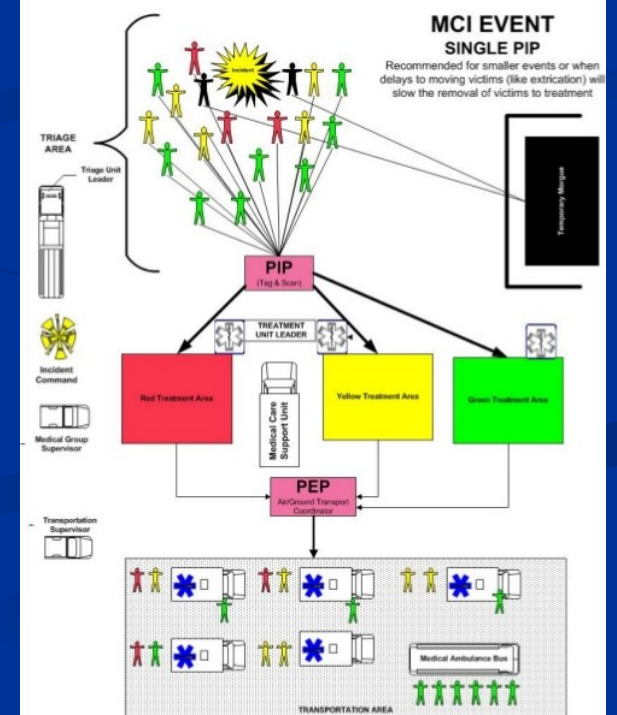 MCI EVENT
SINGLE PIP
Recommended for smaller events or when
delays to moving victims (like extrication) will
slow the removal of victims to treatment
Incident
TRIAGE
AREA
Triage Unit
Leader
Temporary Morgue
PIP
(Tag & Scan)
TREATMENT
UNIT LEADER
Incident
Command
Red Treatment Area
Medical Care
Support Unit
Yellow Treatment Area
Green Treatment Area
Medical Group
Supervisor
PEP
Air/Ground Transport
Coordinator
Transportation
Supervisor
Medical Ambulance Bus
TRANSPORTATION AREA